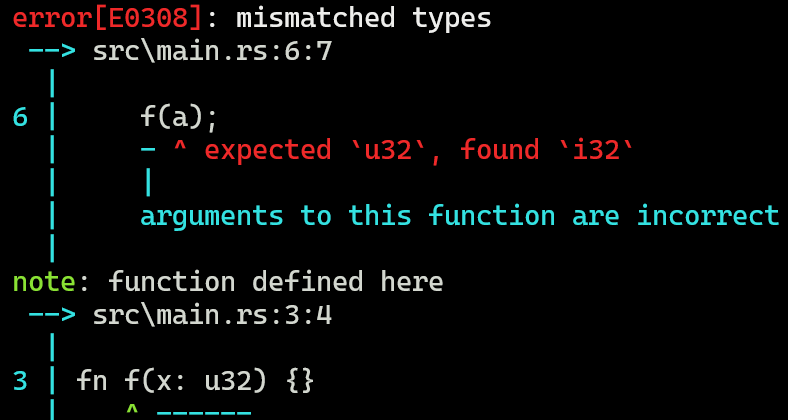 error[E0308]: mismatched types
 --> src\main.rs:6:7
  |
6 |     f(a);
  |     - ^ expected `u32`, found `i32`
  |     |
  |     arguments to this function are incorrect
  |
note: function defined here
 --> src\main.rs:3:4
  |
3 | fn f(x: u32) {}
  |    ^ ------